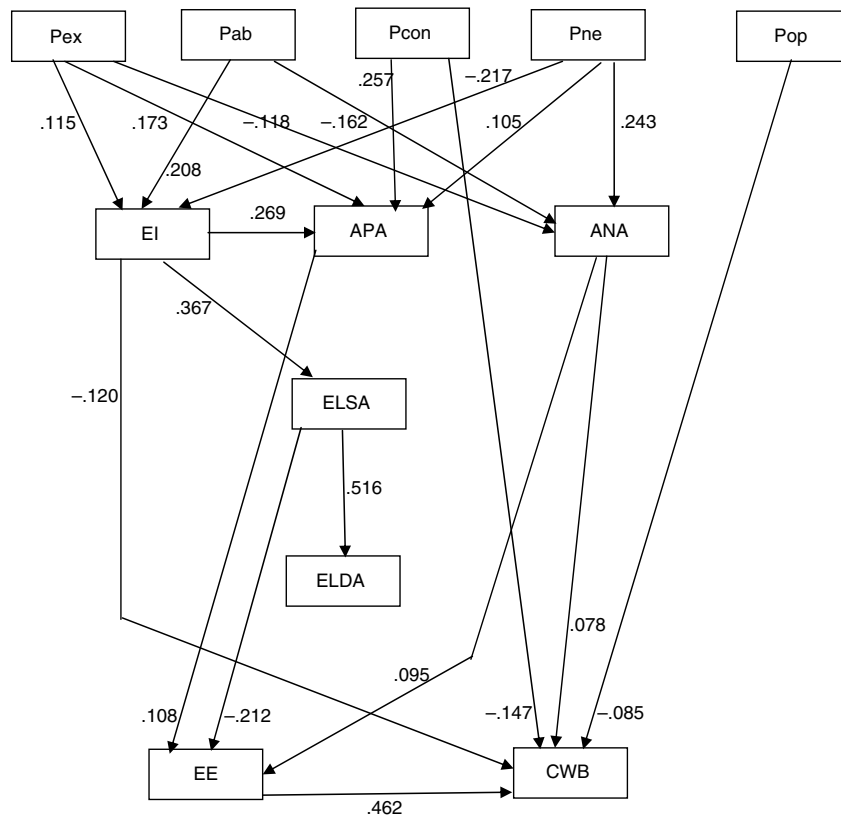 Pex Pab Pcon Pne Pop
.257 –.217
.115 .173 –.118 –.162 .105 .243
.208
.269
EI APA ANA
.367
–.120
ELSA
.516
ELDA
.078
.095
.108 –.212 –.147 –.085
EE CWB
.462